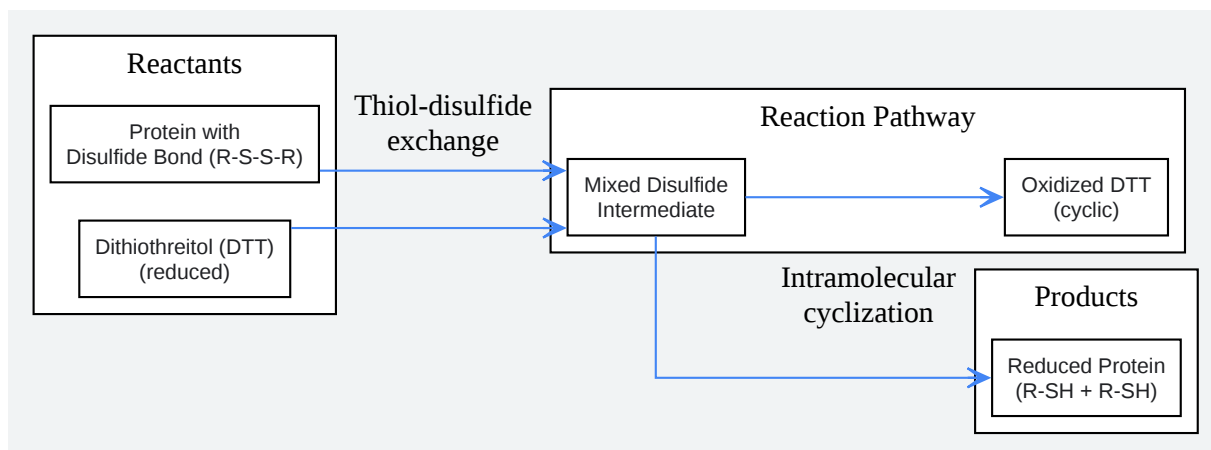 Reactants
Protein with
Disulfide Bond (R-S-S-R)
Dithiothreitol (DTT)
(reduced)
Thiol-disulfide
exchange
Reaction Pathway
Mixed Disulfide
Intermediate
Oxidized DTT
(cyclic)
Intramolecular
cyclization
Products
Reduced Protein
(R-SH + R-SH)